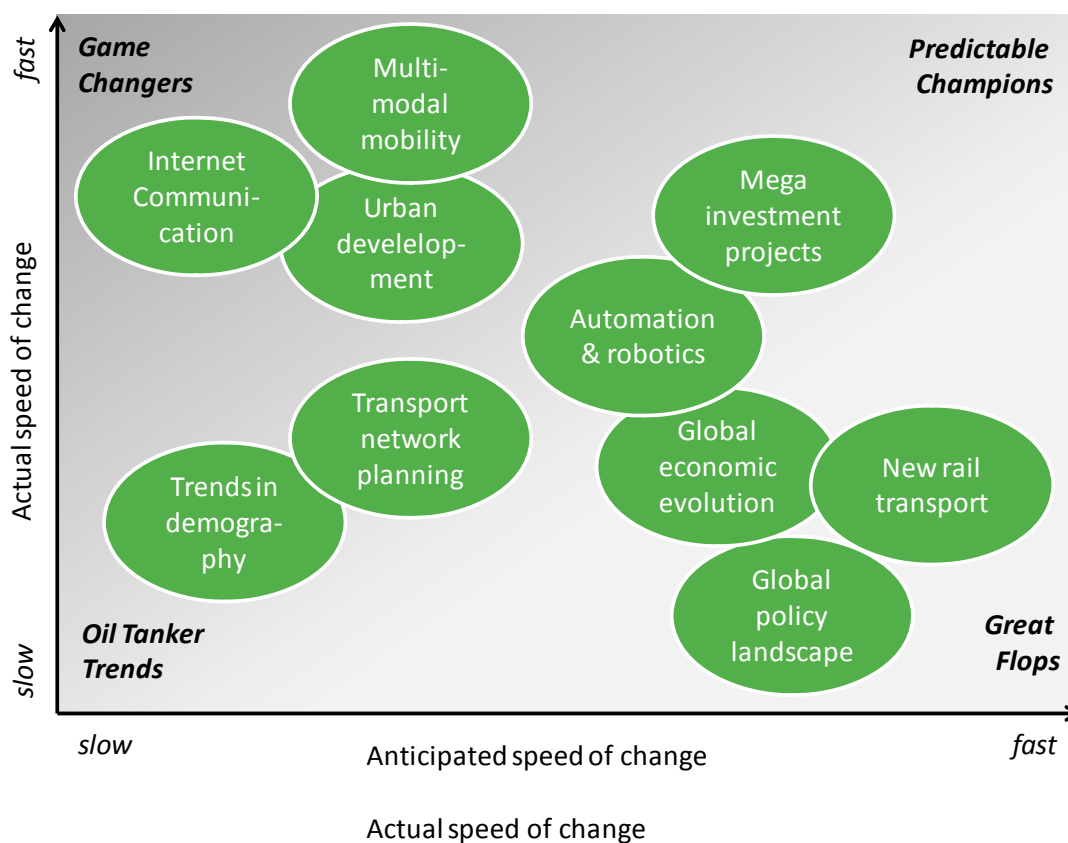 fast
Game
Changers
Predictable
Champions
Multi-
modal
mobility
Internet
Communi-
cation
Urban
develelop-
ment
Mega
investment
projects
Automation
& robotics
Actual speed of change
Transport
network
planning
Global
economic
evolution
New rail
transport
Trends in
demogra-
phy
Global
policy
landscape
Oil Tanker
Trends
Great
Flops
slow
slow
Anticipated speed of change
fast
Actual speed of change